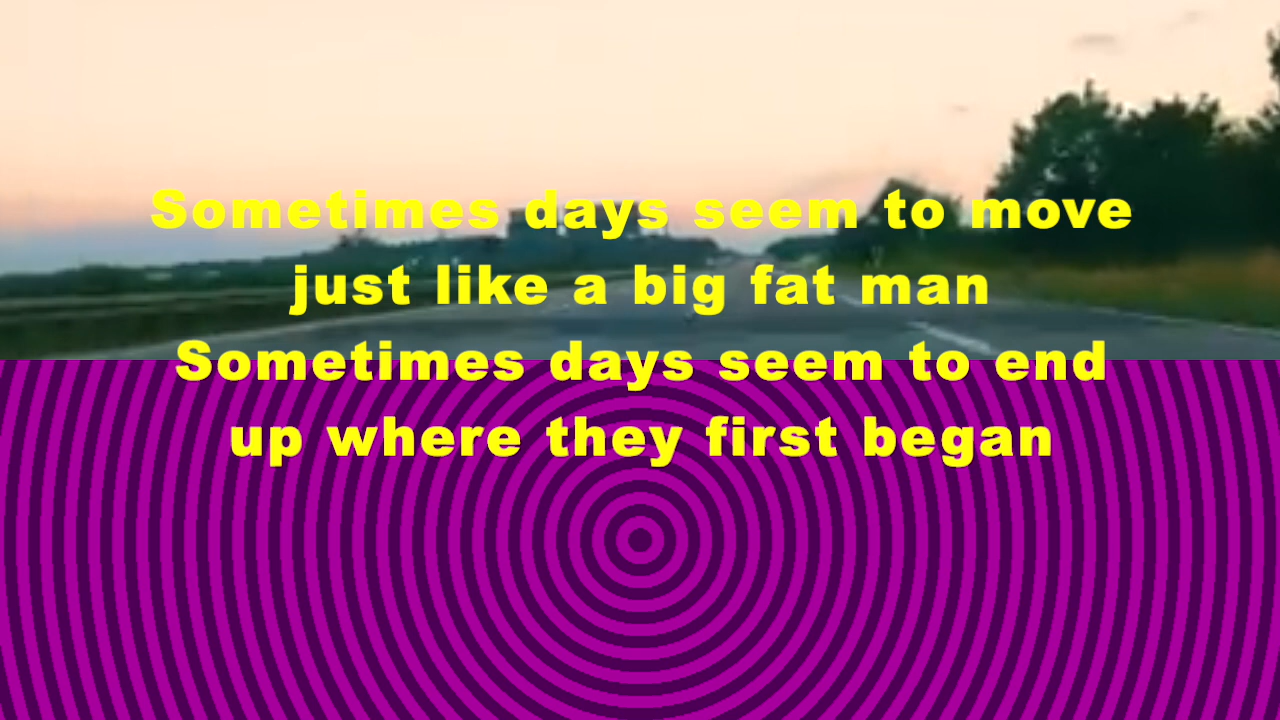 Sometimes days seem to move
just like a big fat man
Sometimes days seem to end
up where they first began